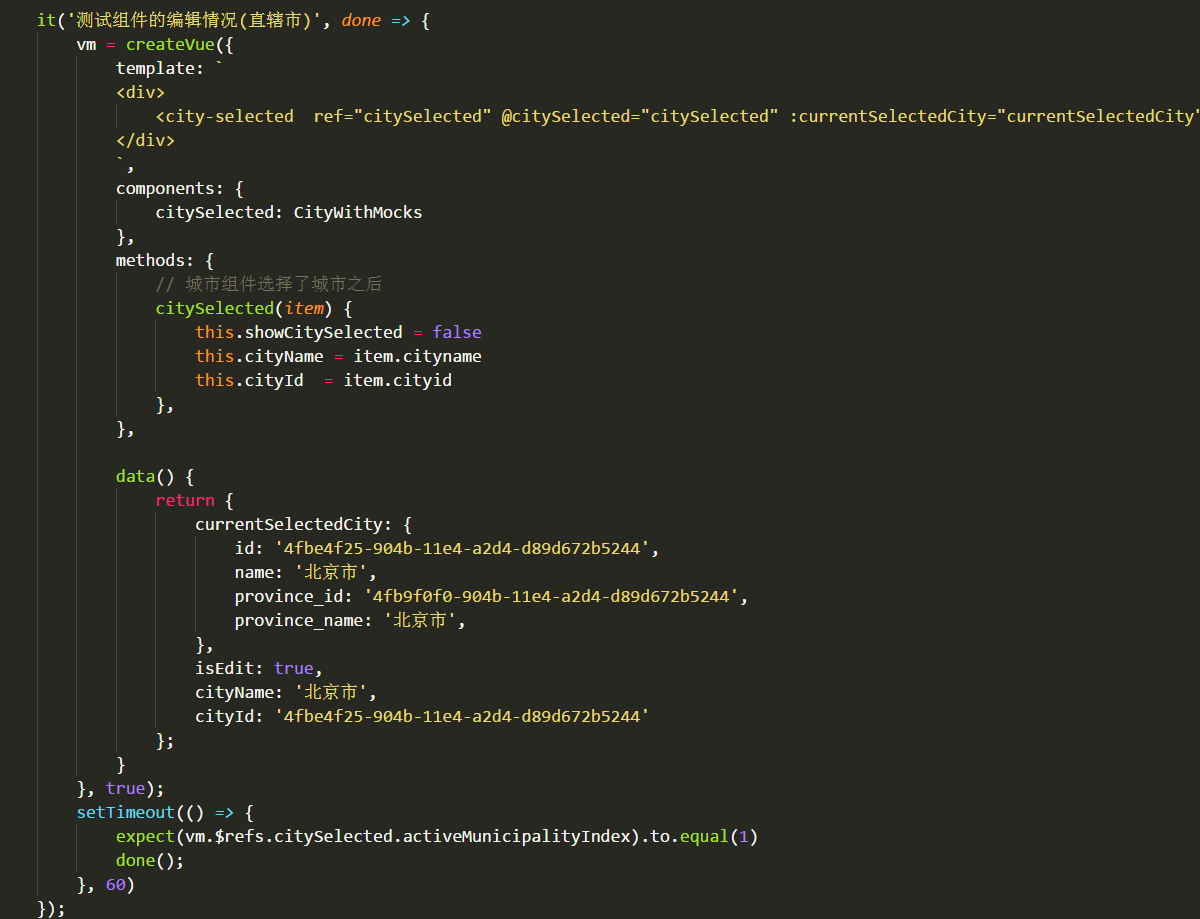 it('测试组件的编辑情况(直辖市)', done => {
vm = createVue({
template: `
<div>
<city-selected  ref="citySelected" @citySelected="citySelected" :currentSelectedCity="currentSelectedCity"
</div>
`,
components: {
citySelected: CityWithMocks
},
methods: {
// 城市组件选择了城市之后
citySelected(item) {
this.showCitySelected = false
this.cityName = item.cityname
this.cityId  = item.cityid
},
},
data() {
return {
currentSelectedCity: {
id: '4fbe4f25-904b-11e4-a2d4-d89d672b5244',
name: '北京市',
province_id: '4fb9f0f0-904b-11e4-a2d4-d89d672b5244',
province_name: '北京市',
},
isEdit: true,
cityName: '北京市',
cityId: '4fbe4f25-904b-11e4-a2d4-d89d672b5244'
};
}
}, true);
setTimeout(() => {
expect(vm.$refs.citySelected.activeMunicipalityIndex).to.equal(1)
done();
}, 60)
});